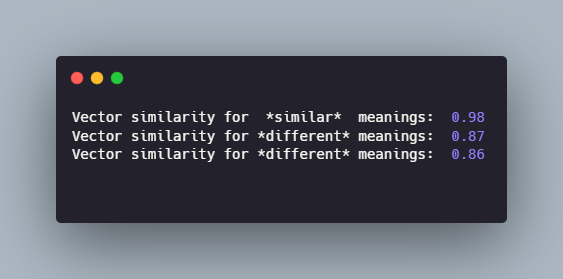 Vector similarity for  *similar*  meanings:  0.98
Vector similarity for *different* meanings:  0.87
Vector similarity for *different* meanings:  0.86